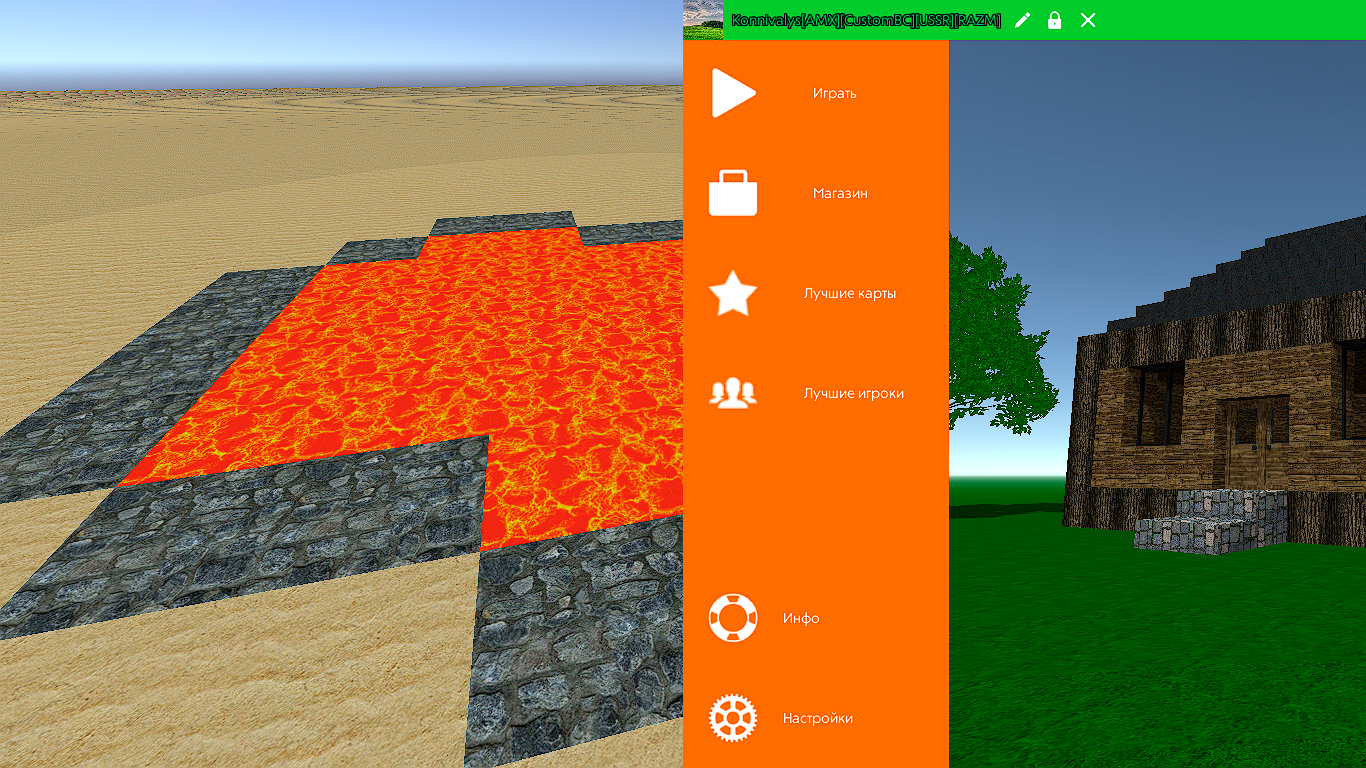 Konnivalys[AMX][CustomBC][USSR][RAZM]
Играть
Магазин
Лучшие карты
Лучшие игроки
Инфо
Настройки